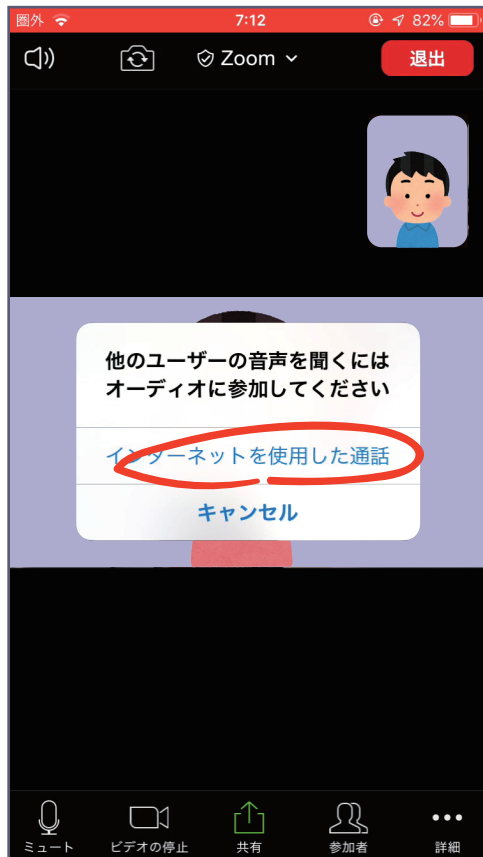 圏外 7:12 82%
Zoom 退出
他のユーザーの音声を聞くには
オーディオに参加してください
インターネットを使用した通話
キャンセル
ミュート ビデオの停止 共有 参加者 詳細